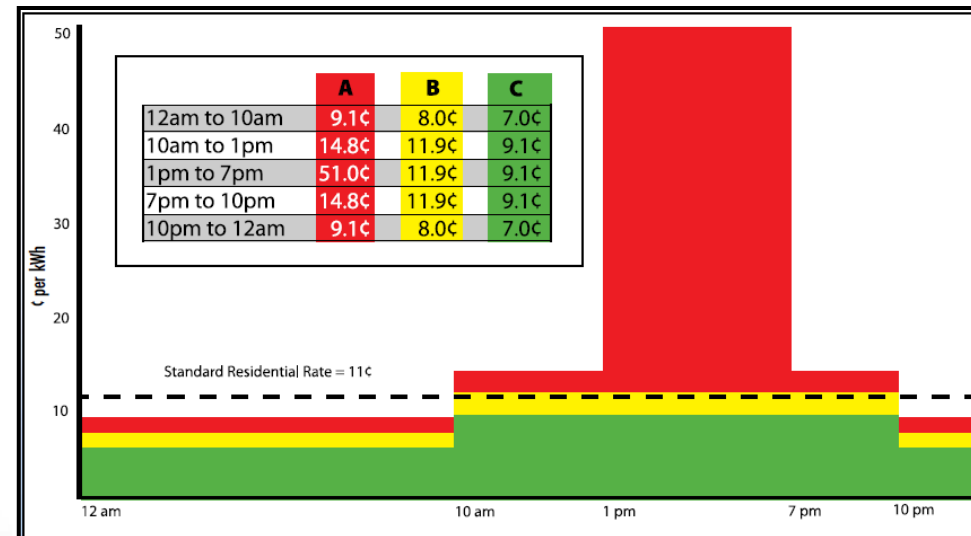 50
A B C
12am to 10am 9.1¢ 8.0¢ 7.0¢
10am to 1pm 14.8¢ 11.9¢ 9.1¢
1pm to 7pm 51.0¢ 11.9¢ 9.1¢
7pm to 10pm 14.8¢ 11.9¢ 9.1¢
10pm to 12am 9.1¢ 8.0¢ 7.0¢
40
30
¢ per kWh
20
Standard Residential Rate = 11¢
10
12 am 10 am 1 pm 7 pm 10 pm